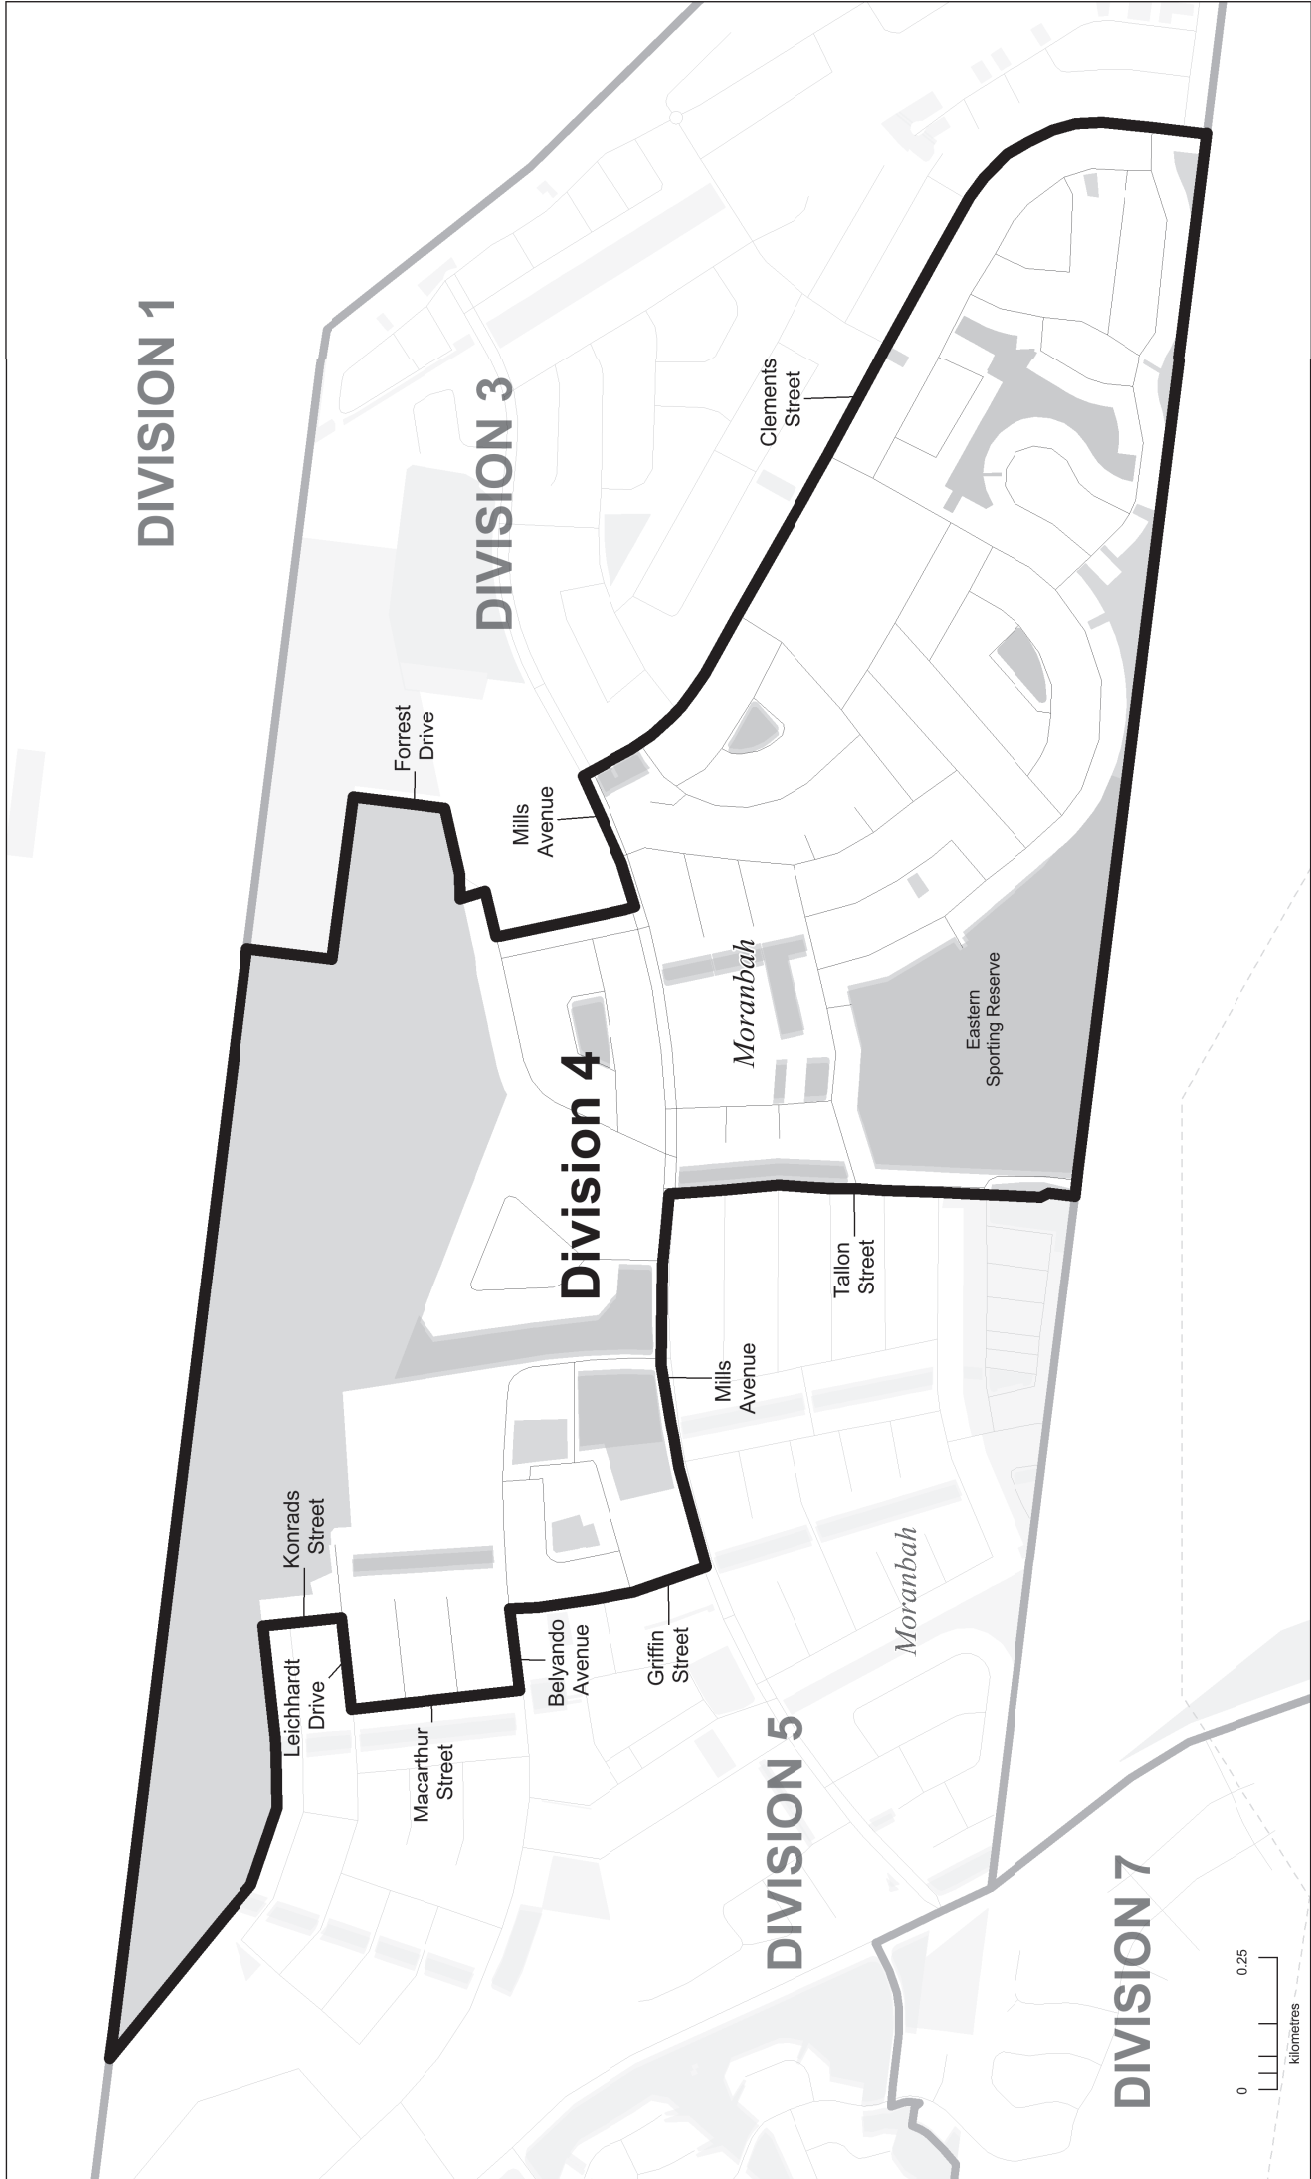 DIVISION 1
Konrads
Street
Leichhardt
Drive
Forrest
Drive
Macarthur
Street
DIVISION 3
Mills
Avenue
Belyando
Avenue
Division 4
Griffin
Street
Mills
Avenue
Moranbah
Clements
Street
DIVISION 5
Tallon
Street
Moranbah
Eastern
Sporting Reserve
DIVISION 7
0
0.25
kilometres